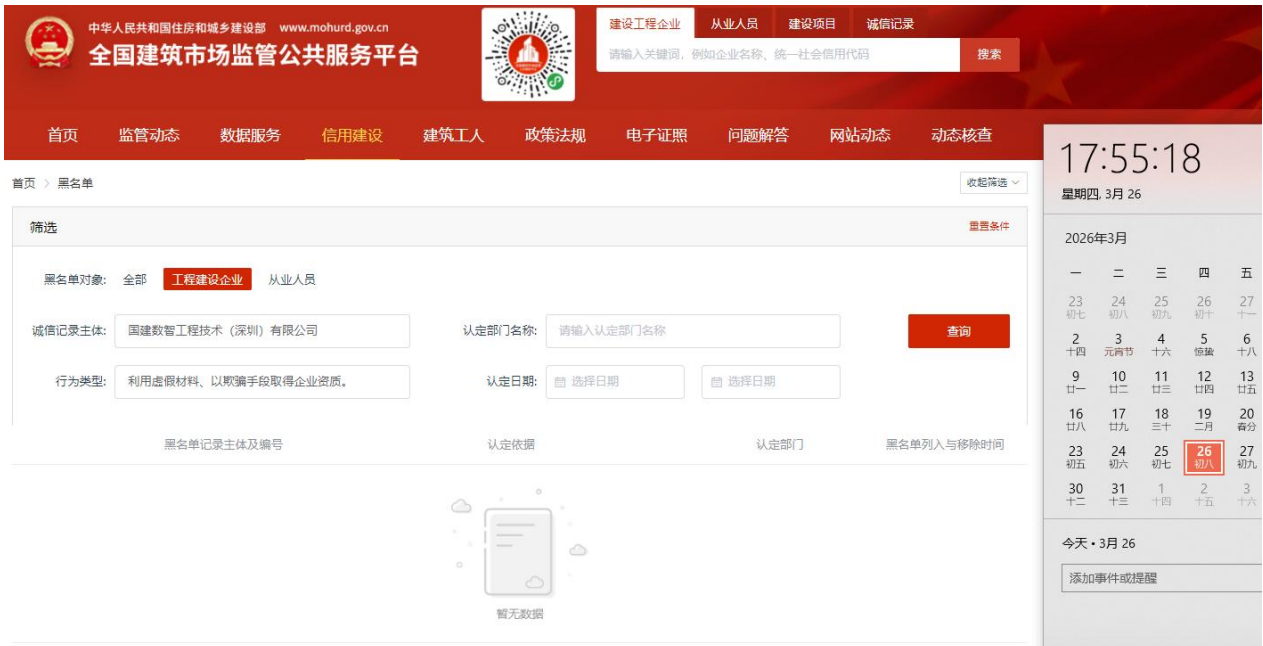 中华人民共和国住房和城乡建设部 www.mohurd.gov.cn
全国建筑市场监管公共服务平台
建设工程企业 从业人员 建设项目 诚信记录
请输入关键词，例如企业名称、统一社会信用代码 搜索
首页 监管动态 数据服务 信用建设 建筑工人 政策法规 电子证照 问题解答 网站动态 动态核查
首页 > 黑名单 收起筛选
筛选 重置条件
黑名单对象: 全部 工程建设企业 从业人员
诚信记录主体: 国建数智工程技术（深圳）有限公司 认定部门名称: 请输入认定部门名称 查询
行为类型: 利用虚假材料、以欺骗手段取得企业资质。 认定日期: 选择日期 选择日期
黑名单记录主体及编号 认定依据 认定部门 黑名单列入与移除时间
暂无数据
17:55:18
星期四, 3月 26
2026年3月
一 二 三 四 五
23 24 25 26 27
初七 初八 初九 初十 十一
2 3 4 5 6
十四 元宵节 十六 惊蛰 十八
9 10 11 12 13
廿一 廿二 廿三 廿四 廿五
16 17 18 19 20
廿八 廿九 三十 二月 春分
23 24 25 26 27
初五 初六 初七 初八 初九
30 31 1 2 3
十二 十三 十四 十五 十六
今天 • 3月 26
添加事件或提醒